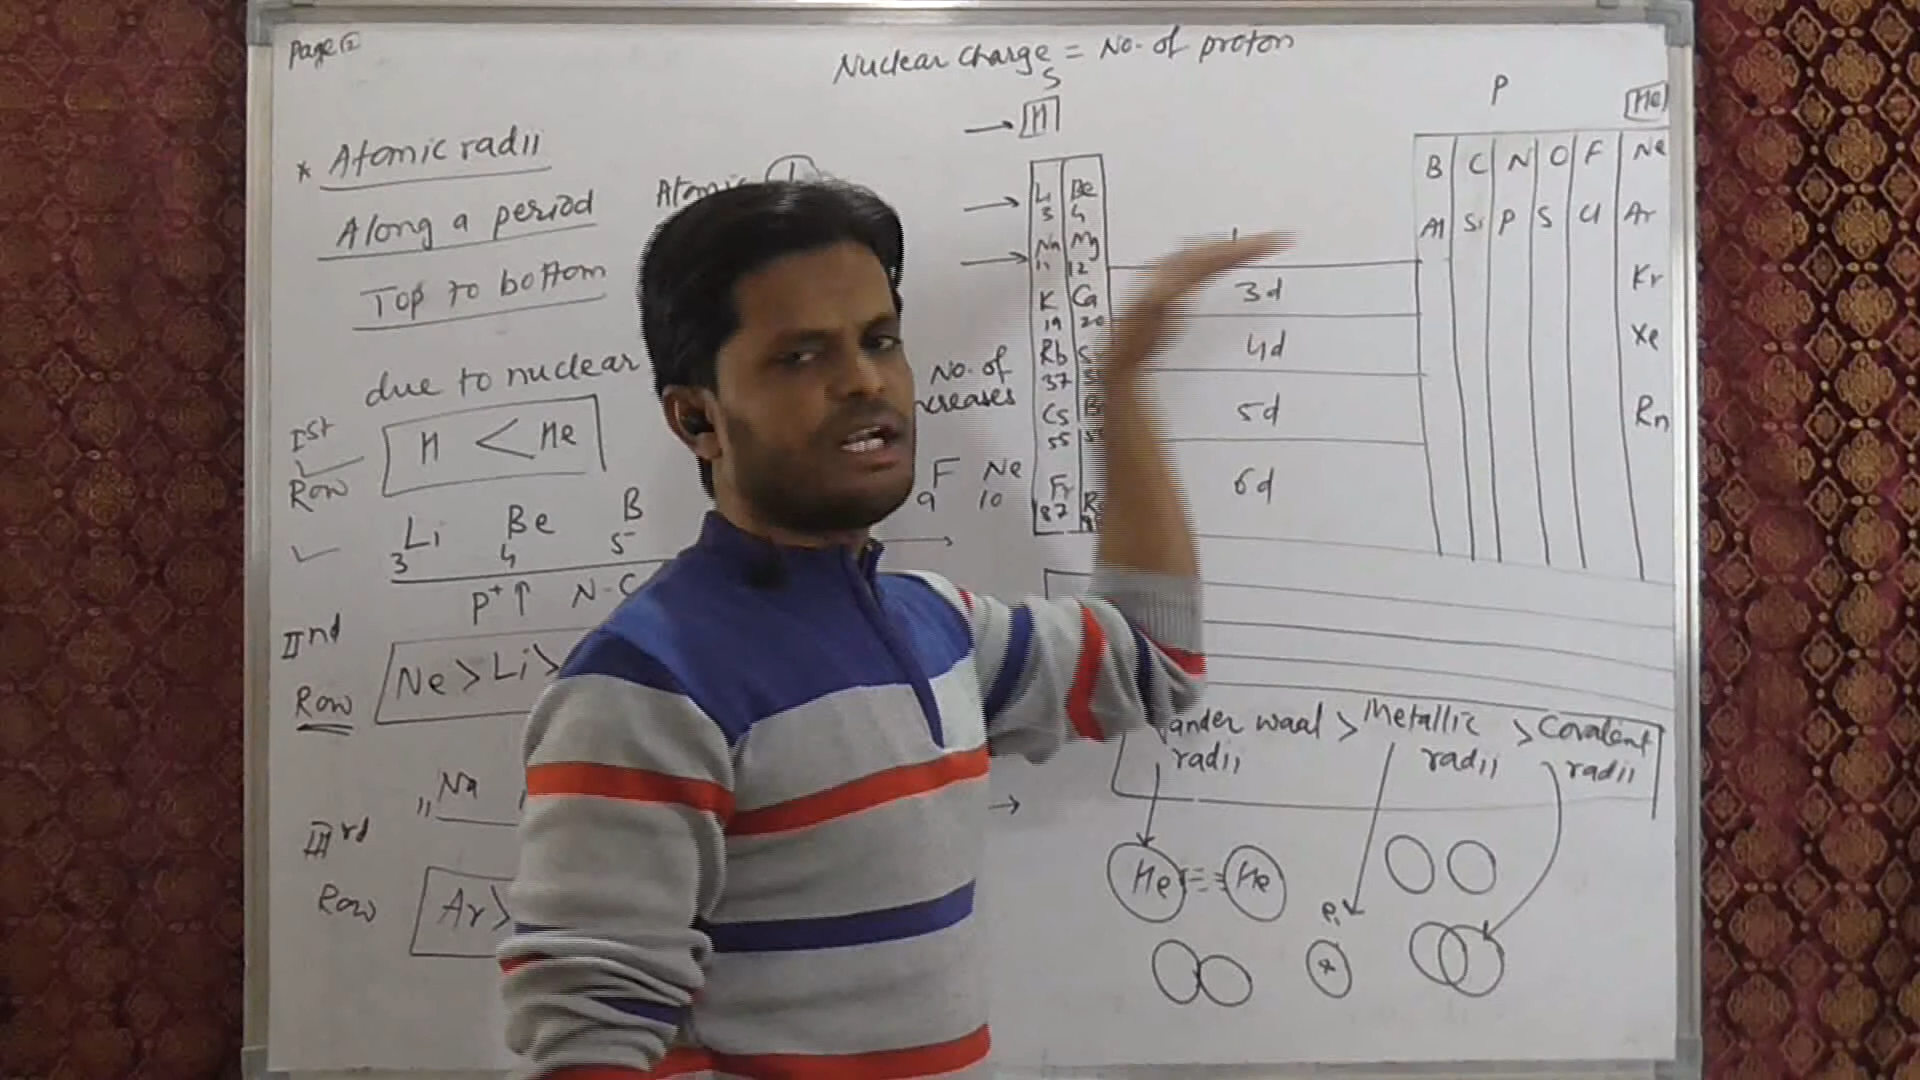 Page 2
Nuclear charge = No. of proton
* Atomic radii
Along a period
Top to bottom
due to nuclear
Ist
Row
H < He
Li Be B
3 4 5
P+ ↑ N-C
F Ne
9 10
No. of
IInd
Row
Ne > Li >
Na
11
IIIrd
Row
Ar >
S
H
Li Be
3 4
Na Mg
11 12
K Ca
19 20
Rb
37
Cs
55
Fr
87
3d
4d
5d
6d
P
He
B C N O F Ne
Al Si P S Cl Ar
Kr
Xe
Rn
waal > Metallic > Covalent
radii radii radii
He He